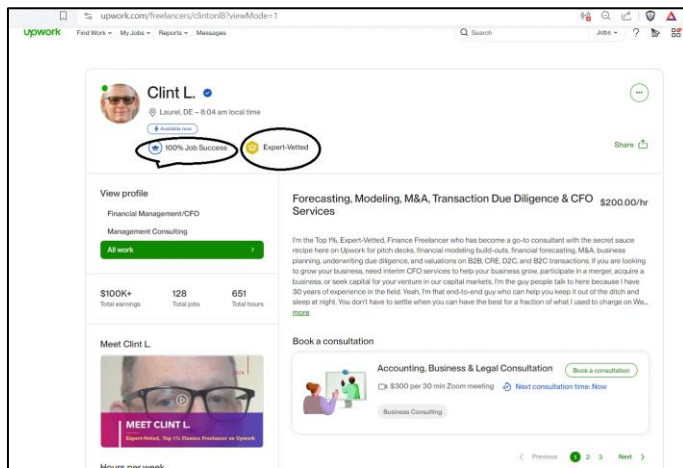 upwork.com/freelancers/clintonl8?viewMode=1
upwork Find Work My Jobs Reports Messages Search Jobs ?
Clint L.
Laurel, DE – 8:04 am local time
Available now
100% Job Success Expert-Vetted
Share
View profile
Financial Management/CFO
Management Consulting
All work
$100K+ 128 651
Total earnings Total jobs Total hours
Meet Clint L.
MEET CLINT L.
Expert-Vetted, Top 1% Finance Freelancer on Upwork
Hours per week
Forecasting, Modeling, M&A, Transaction Due Diligence & CFO $200.00/hr
Services
I'm the Top 1%, Expert-Vetted, Finance Freelancer who has become a go-to consultant with the secret sauce
recipe here on Upwork for pitch decks, financial modeling build-outs, financial forecasting, M&A, business
planning, underwriting due diligence, and valuations on B2B, CRE, D2C, and B2C transactions. If you are looking
to grow your business, need interim CFO services to help your business grow, participate in a merger, acquire a
business, or seek capital for your venture in our capital markets, I'm the guy people talk to here because I have
30 years of experience in the field. Yeah, I'm that end-to-end guy who can help you keep it out of the ditch and
sleep at night. You don't have to settle when you can have the best for a fraction of what I used to charge on Wa...
more
Book a consultation
Accounting, Business & Legal Consultation Book a consultation
$300 per 30 min Zoom meeting Next consultation time: Now
Business Consulting
Previous 1 2 3 Next